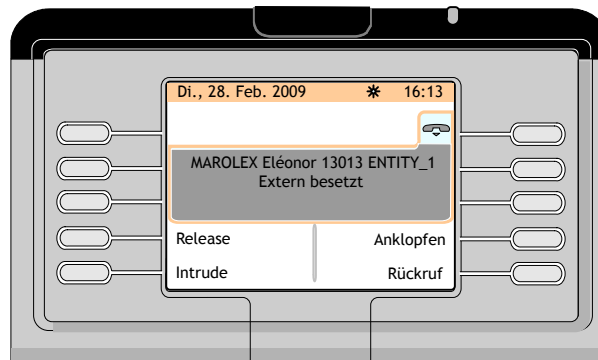 Di., 28. Feb. 2009 16:13
MAROLEX Eléonor 13013 ENTITY_1
Extern besetzt
Release Anklopfen
Intrude Rückruf